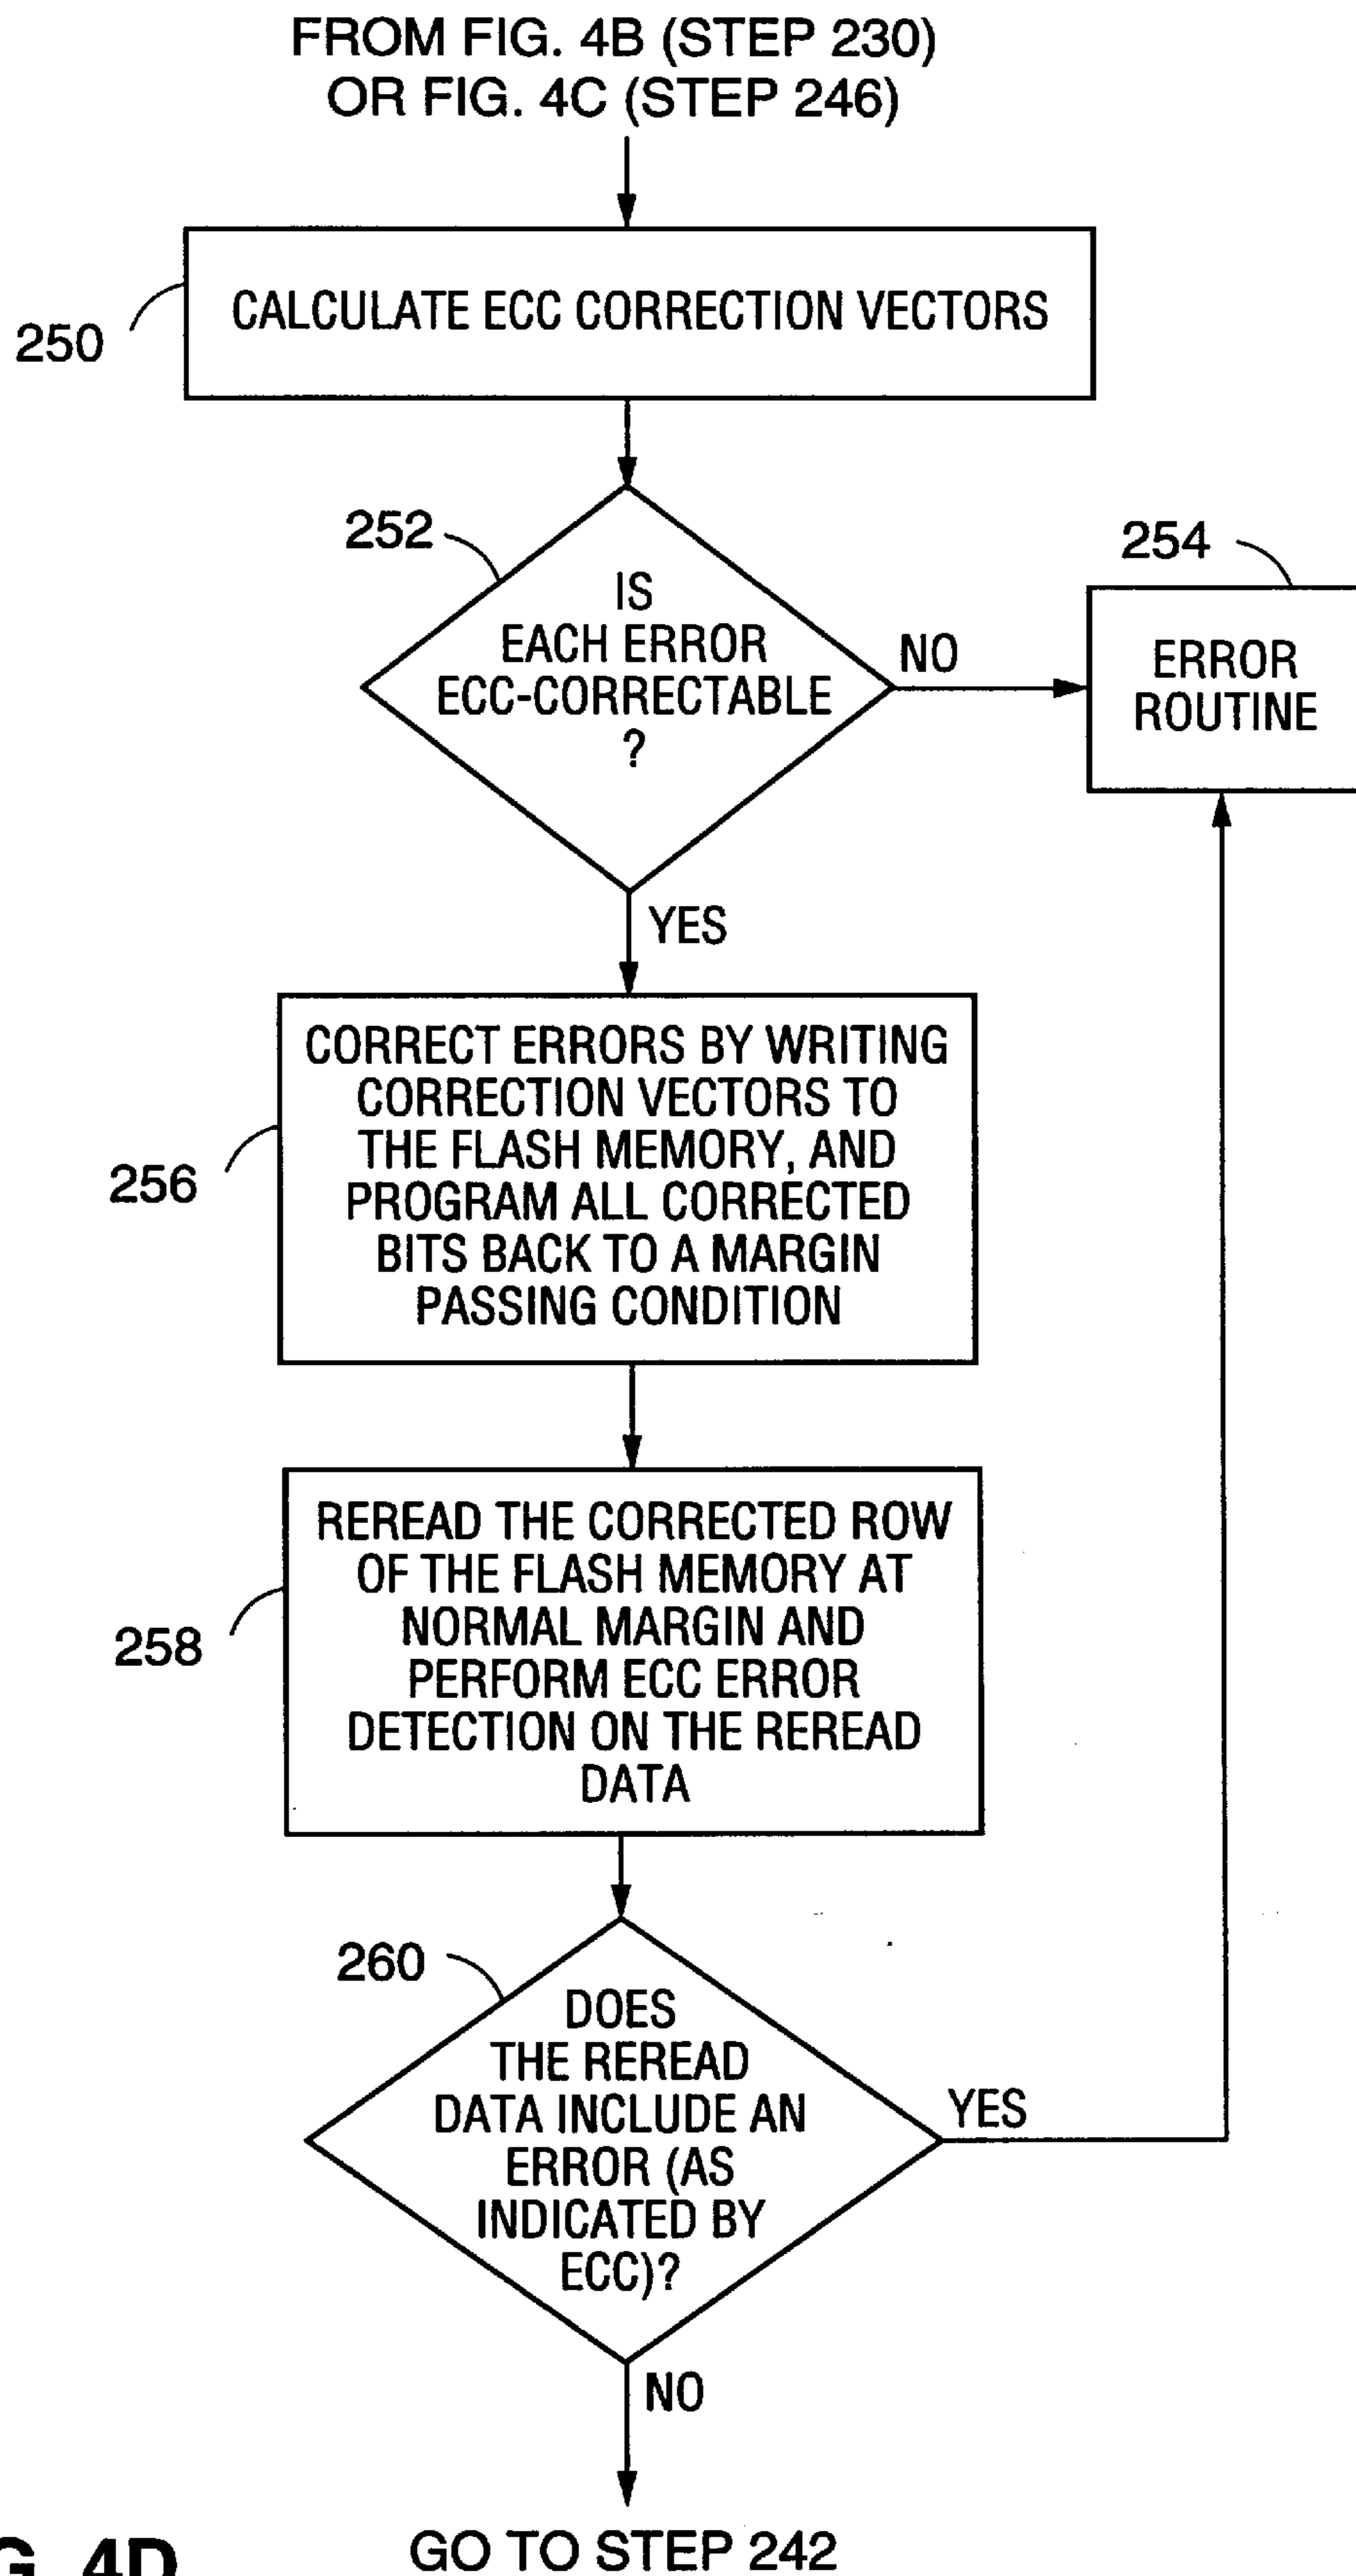 FROM FIG. 4B (STEP 230)
OR FIG. 4C (STEP 246)
CALCULATE ECC CORRECTION VECTORS
250
252
IS
EACH ERROR
ECC-CORRECTABLE
?
NO
254
ERROR
ROUTINE
YES
CORRECT ERRORS BY WRITING
CORRECTION VECTORS TO
THE FLASH MEMORY, AND
PROGRAM ALL CORRECTED
BITS BACK TO A MARGIN
PASSING CONDITION
256
REREAD THE CORRECTED ROW
OF THE FLASH MEMORY AT
NORMAL MARGIN AND
PERFORM ECC ERROR
DETECTION ON THE REREAD
DATA
258
260
DOES
THE REREAD
DATA INCLUDE AN
ERROR (AS
INDICATED BY
ECC)?
YES
NO
GO TO STEP 242
G. 4D